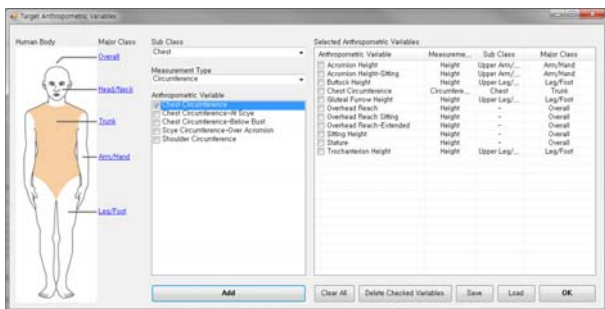 Target Anthropometric Variables
Human Body
Major Class
Overall
Head/Neck
Trunk
Arm/Hand
Leg/Foot
Sub Class
Chest
Measurement Type
Circumference
Anthropometric Variable
Chest Circumference
Chest Circumference-At Scye
Chest Circumference-Below Bust
Scye Circumference-Over Acromion
Shoulder Circumference
Add
Selected Anthropometric Variables
Anthropometric Variable Measureme... Sub Class Major Class
Acromion Height Height Upper Arm/... Arm/Hand
Acromion Height-Sitting Height Upper Arm/... Arm/Hand
Buttock Height Height Upper Leg/... Leg/Foot
Chest Circumference Circumfere... Chest Trunk
Gluteal Furrow Height Height Upper Leg/... Leg/Foot
Overhead Reach Height - Overall
Overhead Reach Sitting Height - Overall
Overhead Reach-Extended Height - Overall
Sitting Height Height - Overall
Stature Height - Overall
Trochanterion Height Height Upper Leg/... Leg/Foot
Clear All Delete Checked Variables Save Load OK